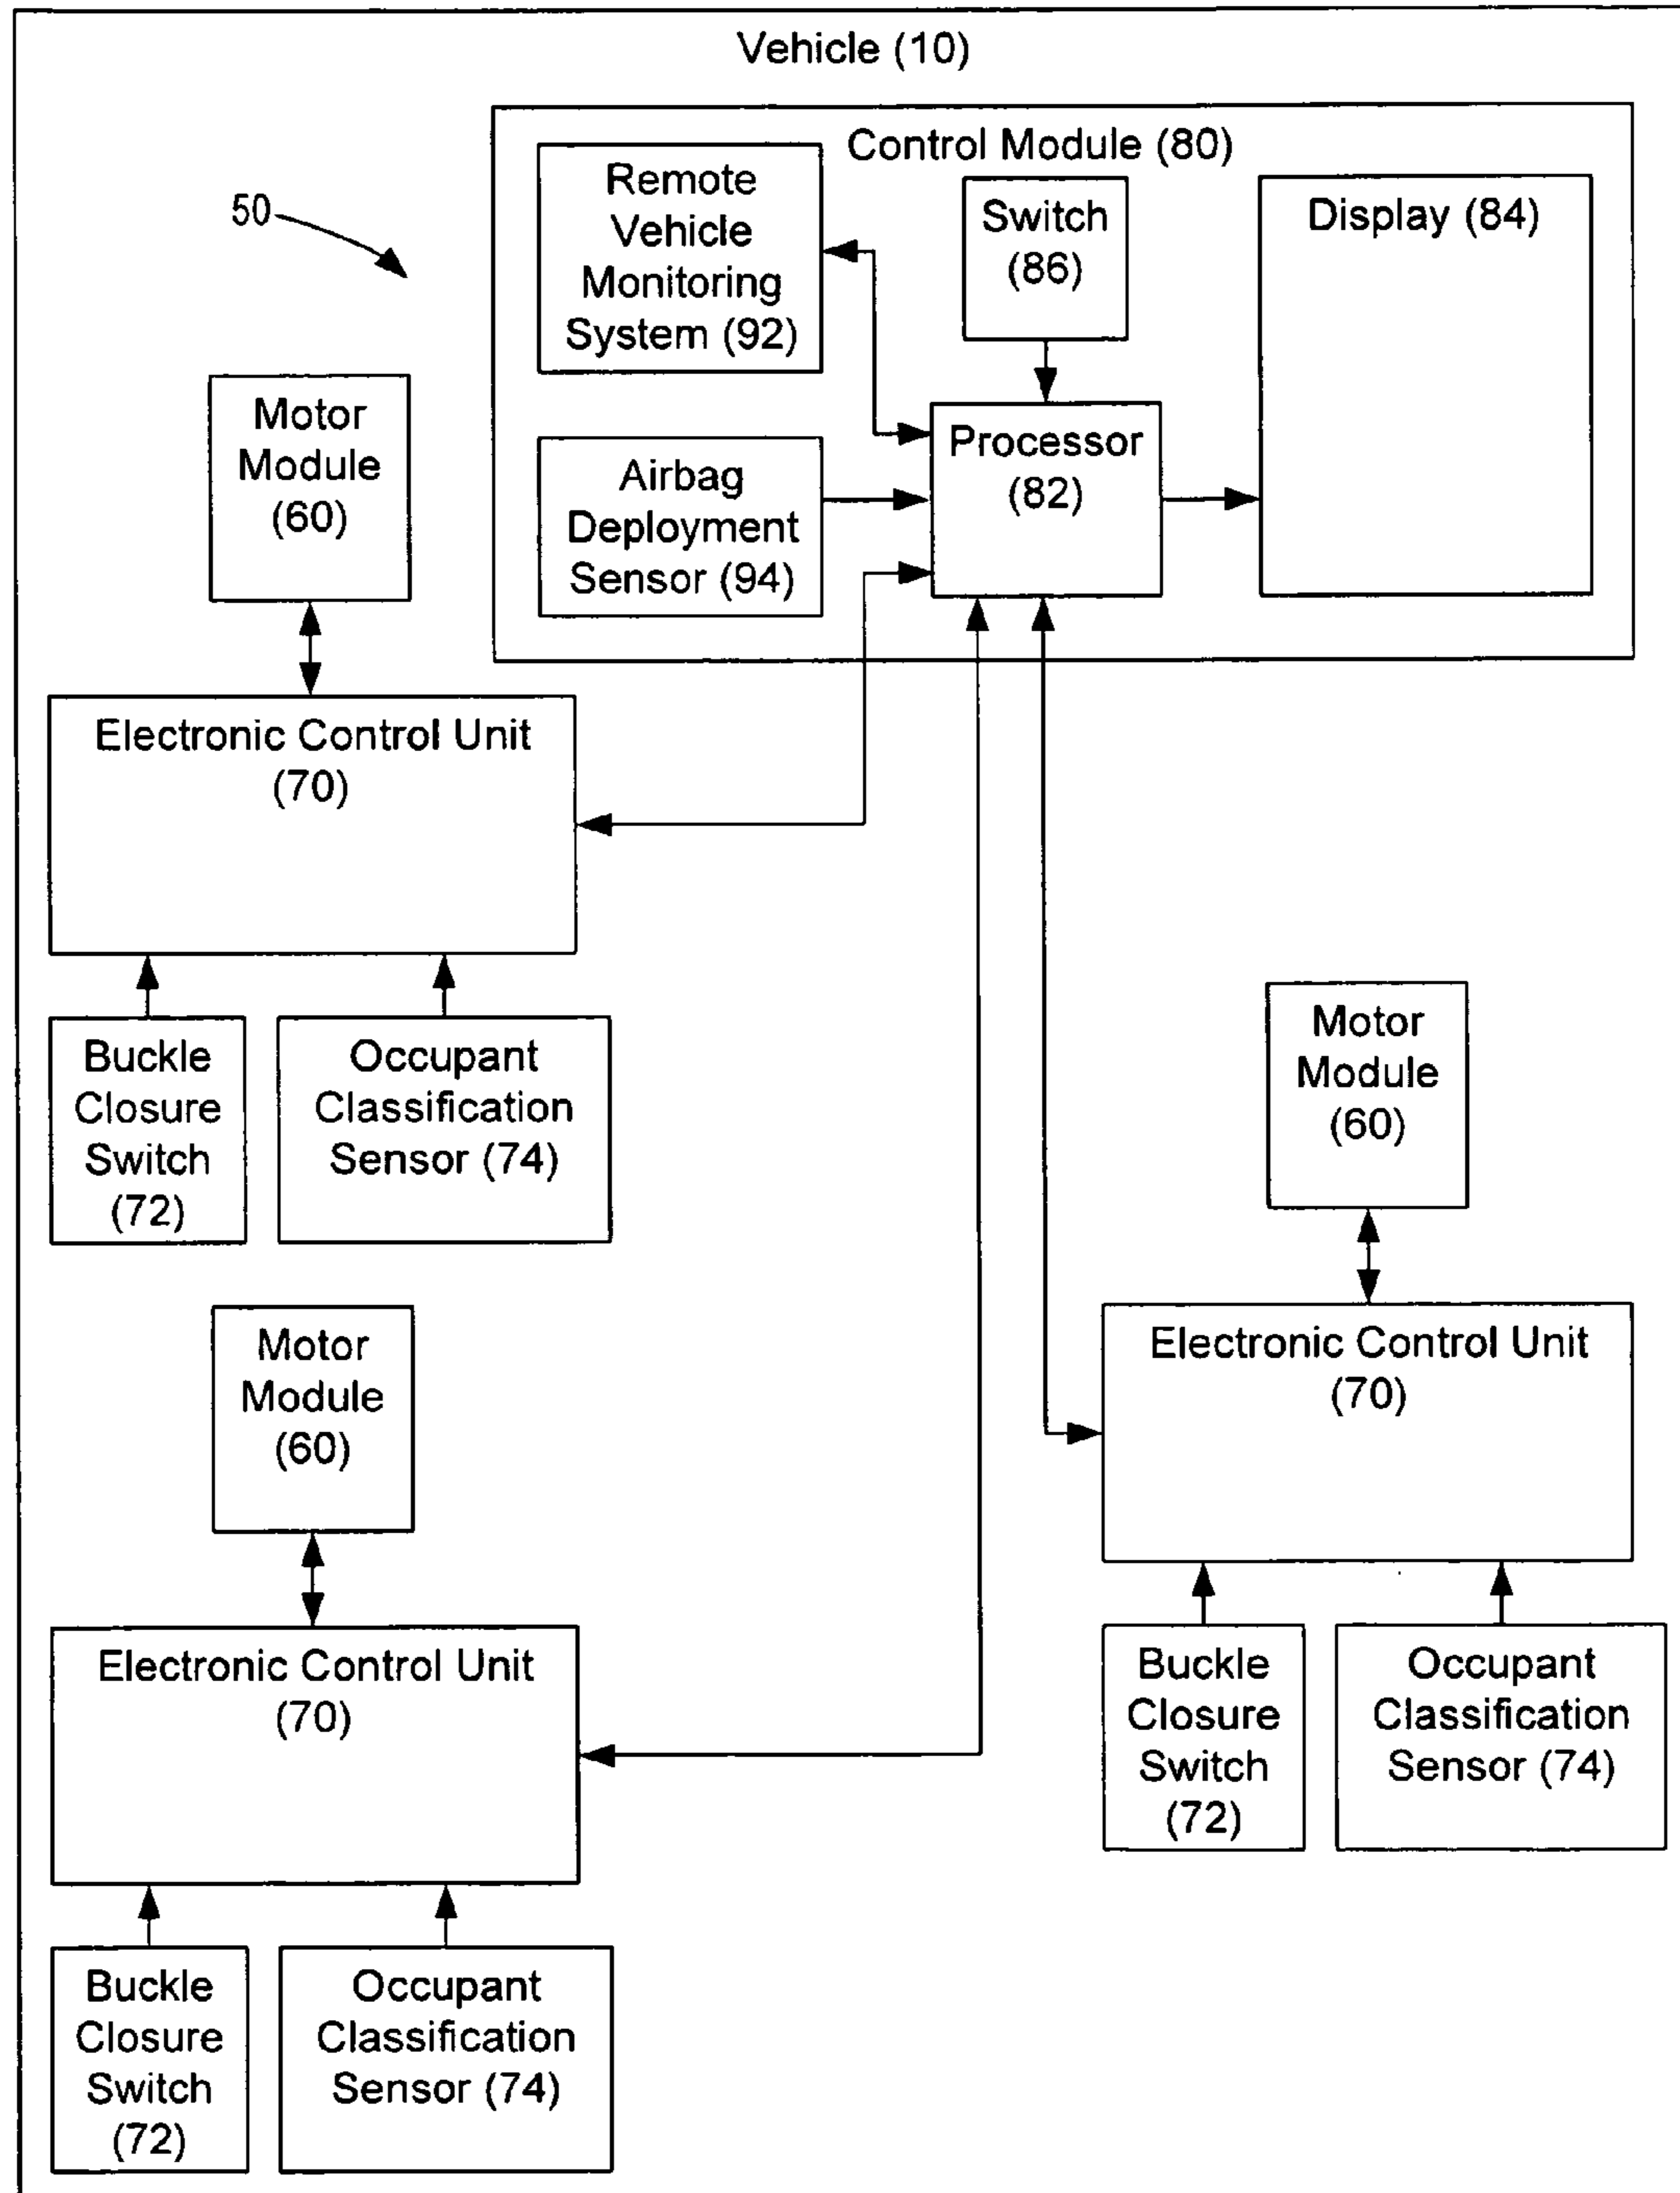 Vehicle (10)
Control Module (80)
Remote
Vehicle
Monitoring
System (92)
Switch
(86)
Display (84)
50
Motor
Module
(60)
Processor
(82)
Airbag
Deployment
Sensor (94)
Electronic Control Unit
(70)
Buckle
Closure
Switch
(72)
Occupant
Classification
Sensor (74)
Motor
Module
(60)
Electronic Control Unit
(70)
Buckle
Closure
Switch
(72)
Occupant
Classification
Sensor (74)
Motor
Module
(60)
Electronic Control Unit
(70)
Buckle
Closure
Switch
(72)
Occupant
Classification
Sensor (74)